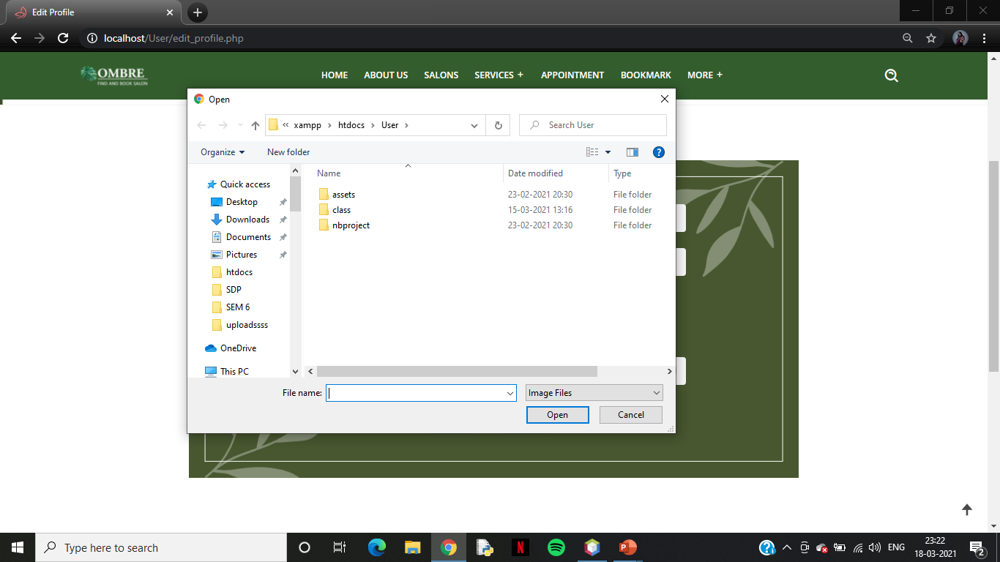 Edit Profile
localhost/User/edit_profile.php
OMBRE
FIND AND BOOK SALON
HOME ABOUT US SALONS SERVICES + APPOINTMENT BOOKMARK MORE +
Open
« xampp › htdocs › User ›
Search User
Organize
New folder
Name Date modified Type
assets 23-02-2021 20:30 File folder
class 15-03-2021 13:16 File folder
nbproject 23-02-2021 20:30 File folder
Quick access
Desktop
Downloads
Documents
Pictures
htdocs
SDP
SEM 6
uploadssss
OneDrive
This PC
File name:
Image Files
Open
Cancel
Type here to search
ENG
23:22
18-03-2021
2